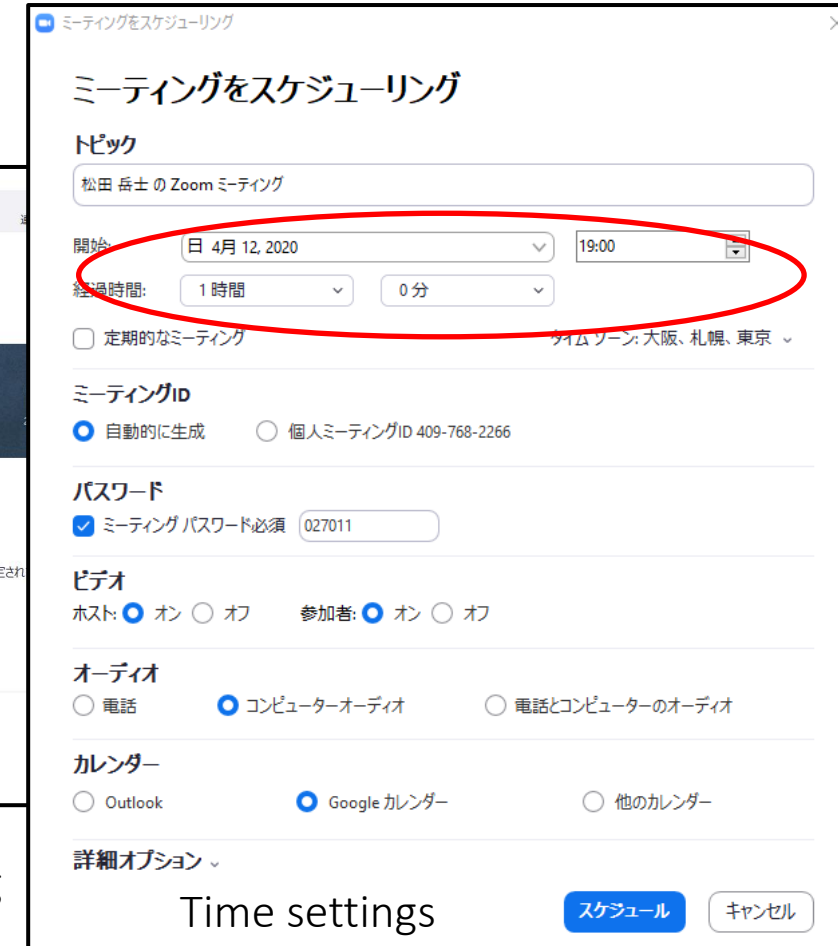 ミーティングをスケジューリング
ミーティングをスケジューリング
トピック
松田 岳士 の Zoom ミーティング
開始: 日 4月 12, 2020 19:00
経過時間: 1 時間 0 分
定期的なミーティング タイム ゾーン: 大阪、札幌、東京
ミーティングID
自動的に生成 個人ミーティングID 409-768-2266
パスワード
ミーティング パスワード必須 027011
ビデオ
ホスト: オン オフ 参加者: オン オフ
オーディオ
電話 コンピューターオーディオ 電話とコンピューターのオーディオ
カレンダー
Outlook Google カレンダー 他のカレンダー
詳細オプション
Time settings スケジュール キャンセル